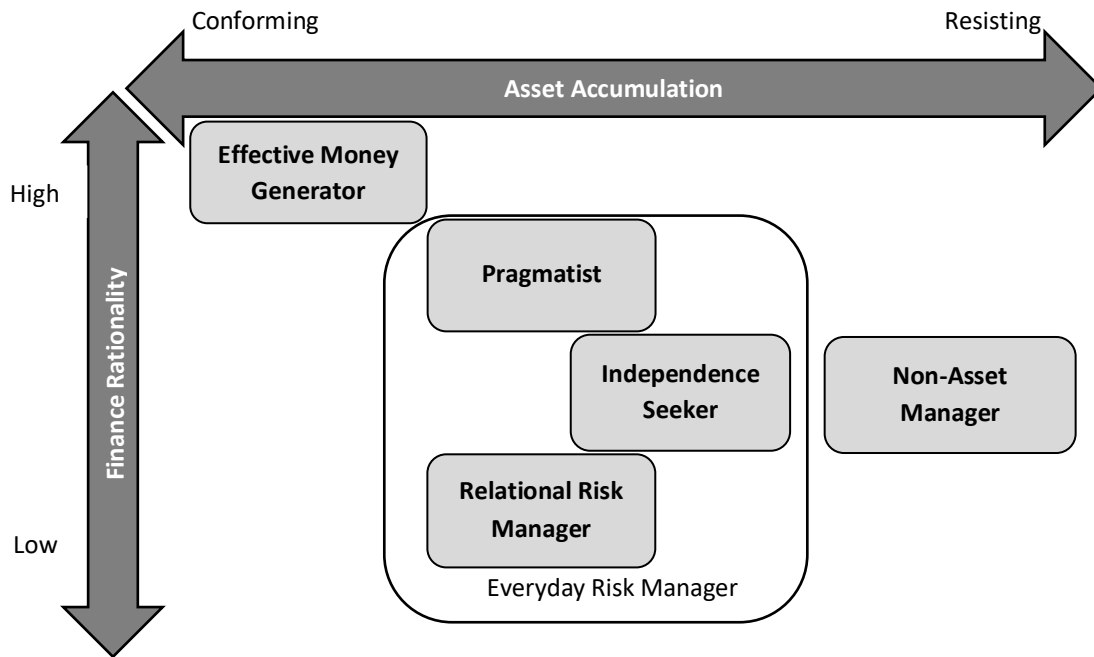 Conforming
Resisting
Asset Accumulation
Effective Money
Generator
High
Pragmatist
Finance Rationality
Independence
Seeker
Non-Asset
Manager
Relational Risk
Manager
Low
Everyday Risk Manager